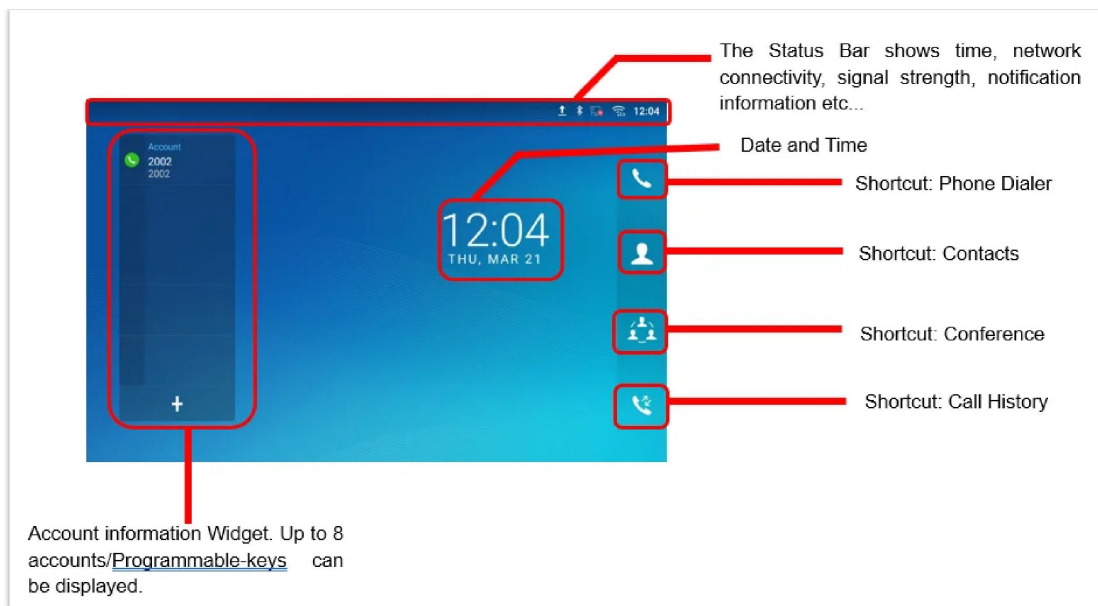 The Status Bar shows time, network
connectivity, signal strength, notification
information etc...
12:04
Account
2002
2002
Date and Time
Shortcut: Phone Dialer
12:04
THU, MAR 21
Shortcut: Contacts
Shortcut: Conference
Shortcut: Call History
+
Account information Widget. Up to 8
accounts/Programmable-keys can
be displayed.